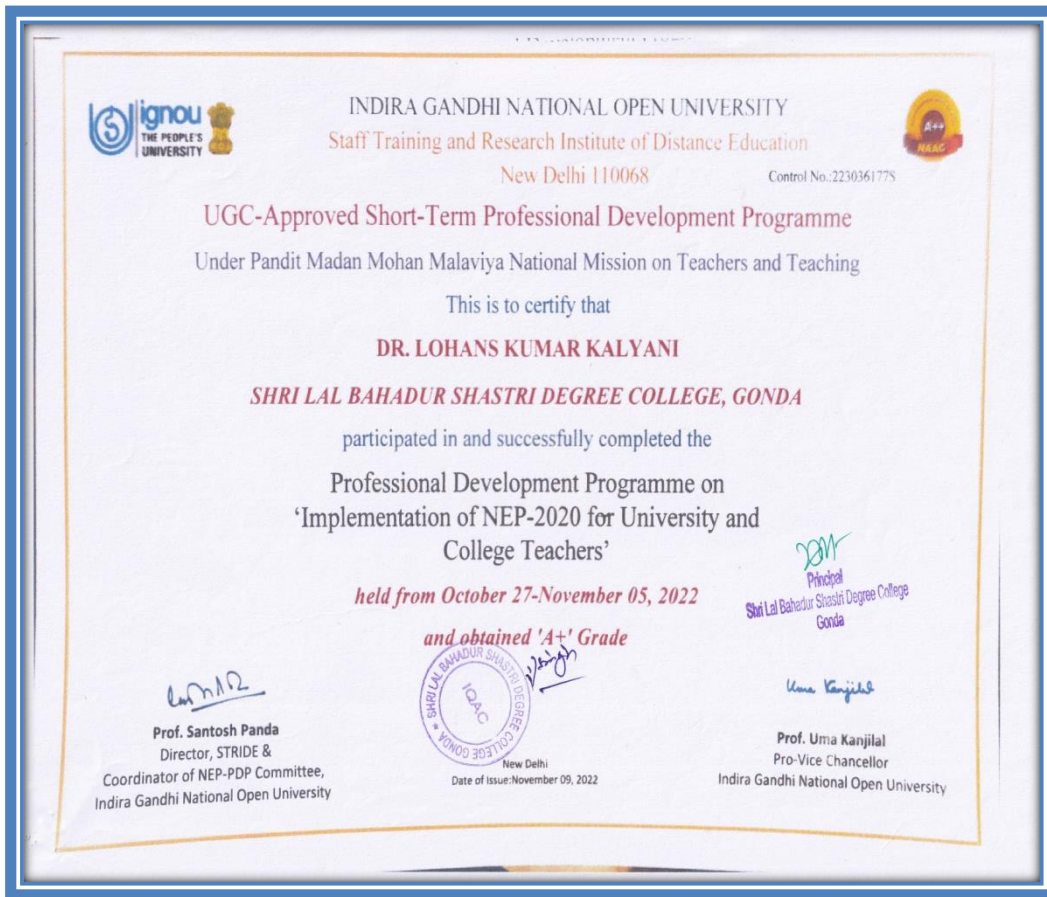 ignou
THE PEOPLE'S
UNIVERSITY
INDIRA GANDHI NATIONAL OPEN UNIVERSITY
Staff Training and Research Institute of Distance Education
New Delhi 110068
A++
NAAC
Control No.:223036177S
UGC-Approved Short-Term Professional Development Programme
Under Pandit Madan Mohan Malaviya National Mission on Teachers and Teaching
This is to certify that
DR. LOHANS KUMAR KALYANI
SHRI LAL BAHADUR SHASTRI DEGREE COLLEGE, GONDA
participated in and successfully completed the
Professional Development Programme on
'Implementation of NEP-2020 for University and
College Teachers'
held from October 27-November 05, 2022
and obtained 'A+' Grade
Principal
Shri Lal Bahadur Shastri Degree College
Gonda
SHRI LAL BAHADUR SHASTRI DEGREE COLLEGE GONDA
IQAC
Prof. Santosh Panda
Director, STRIDE &
Coordinator of NEP-PDP Committee,
Indira Gandhi National Open University
New Delhi
Date of Issue:November 09, 2022
Uma Kanjilal
Prof. Uma Kanjilal
Pro-Vice Chancellor
Indira Gandhi National Open University